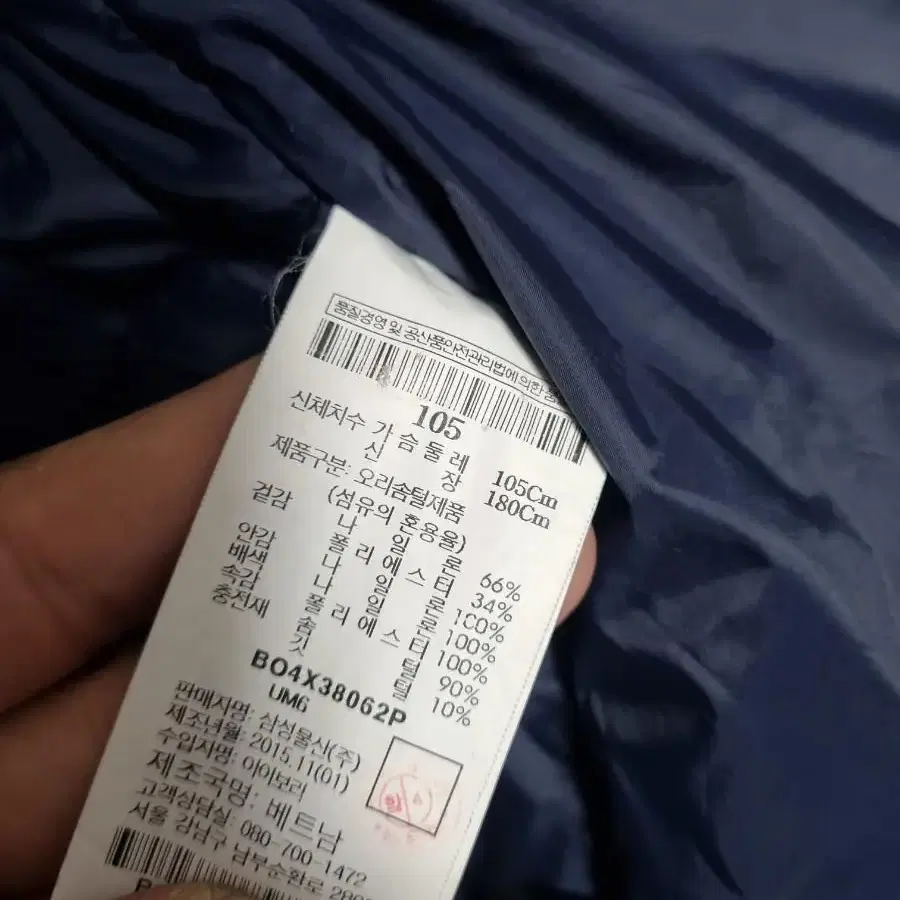 품질경영 및 공산품안전관리법에 의한
105
신체치수 가슴둘레 105Cm
신장 180Cm
제품구분: 오리솜털제품
(섬유의 혼용율)
겉감 나일론 66%
폴리에스터 34%
안감 나일론 100%
배색 나일론 100%
속감 폴리에스터 100%
충전재 솜털 90%
깃털 10%
BO4X38062P
UM6
판매자명: 삼성물산(주)
제조년월: 2015.11(01)
수입자명: 아이보리
제조국명: 베트남
고객상담실: 080-700-1472
서울 강남구 남부순환로